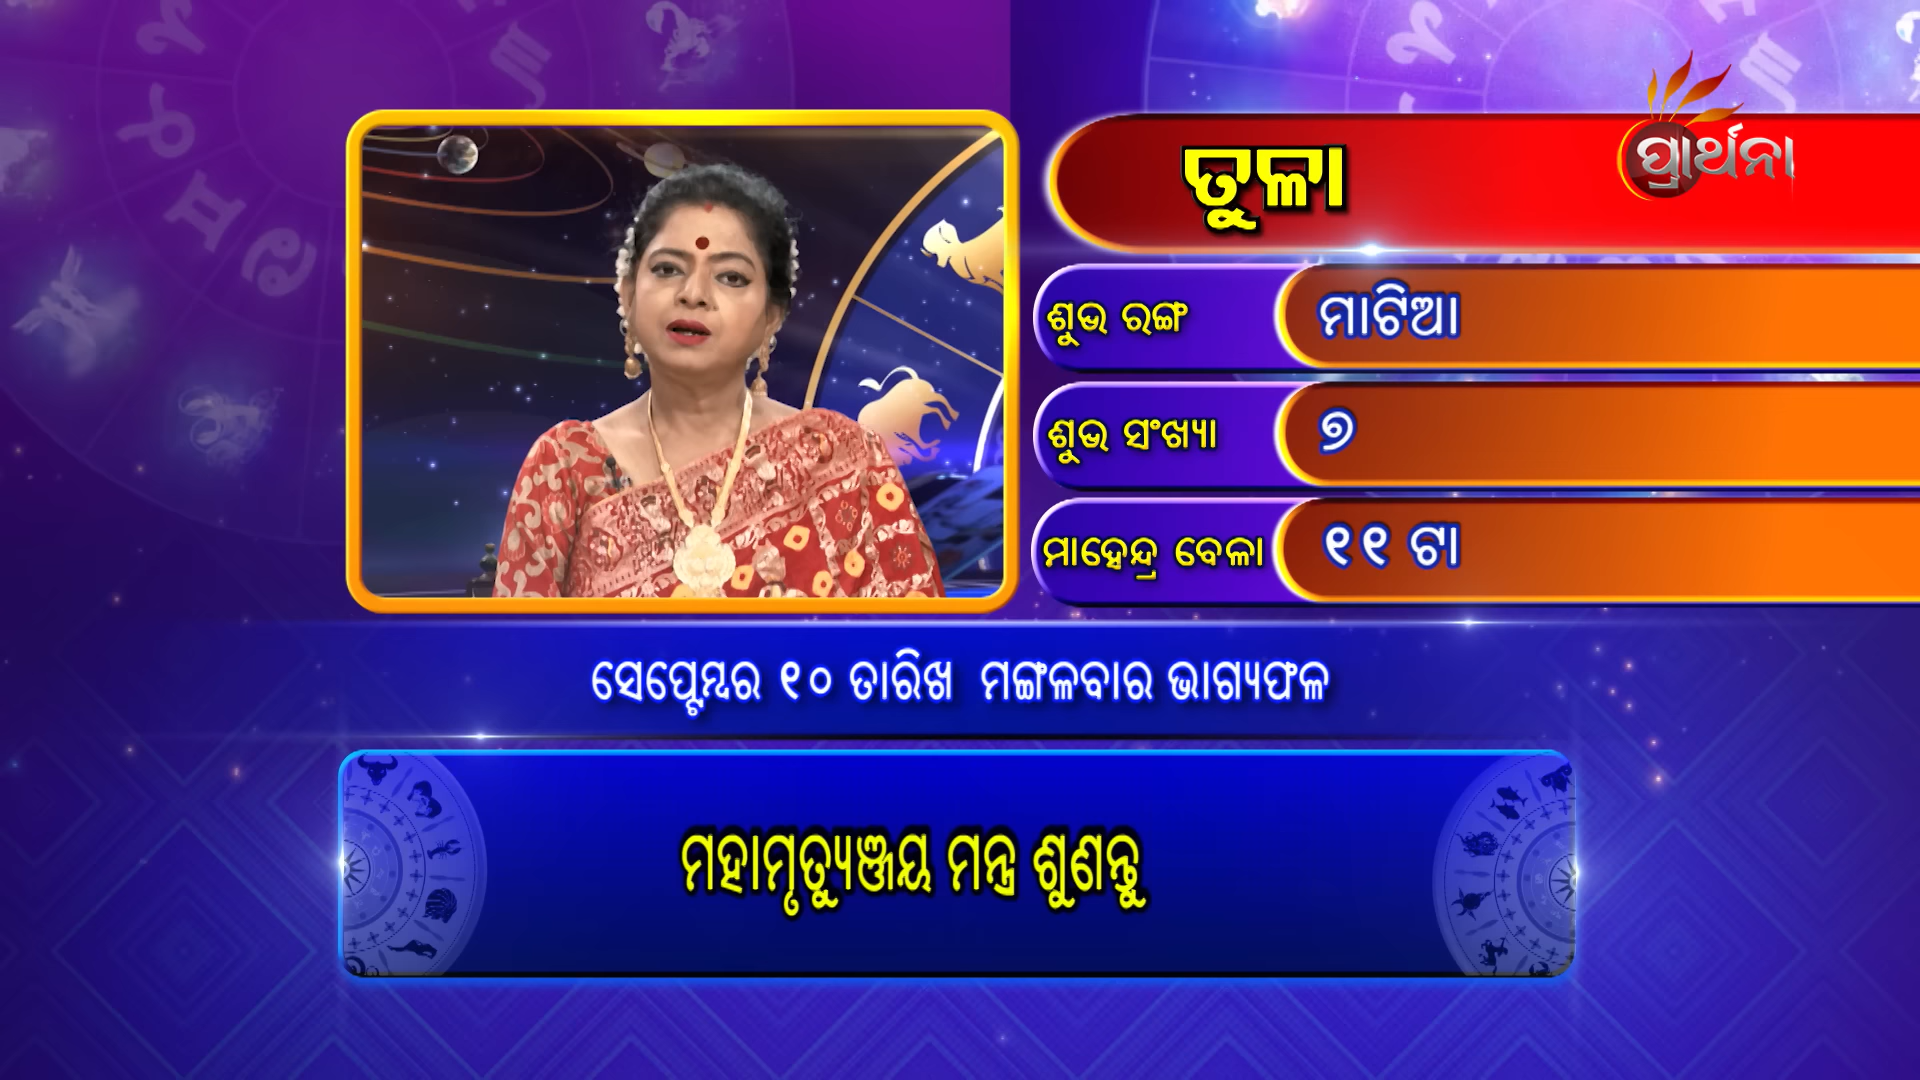 ତୁଳା
ପ୍ରାର୍ଥନା
ଶୁଭ ରଙ୍ଗ ମାଟିଆ
ଶୁଭ ସଂଖ୍ୟା ୭
ମାହେନ୍ଦ୍ର ବେଳା ୧୧ ଟା
ସେପ୍ଟେମ୍ବର ୧୦ ତାରିଖ ମଙ୍ଗଳବାର ଭାଗ୍ୟଫଳ
ମହାମୃତ୍ୟୁଞ୍ଜୟ ମନ୍ତ୍ର ଶୁଣନ୍ତୁ